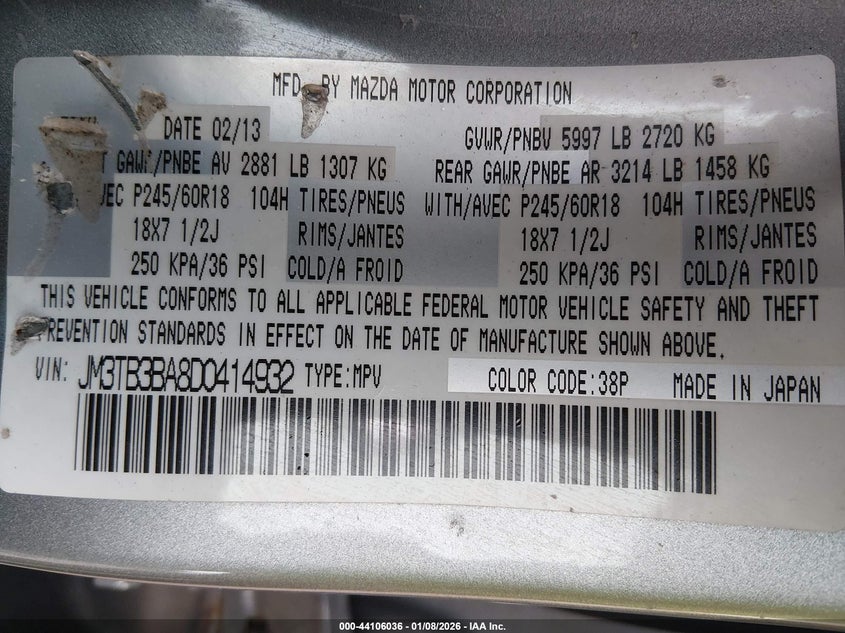 MFD. BY MAZDA MOTOR CORPORATION
DATE 02/13 GVWR/PNBV 5997 LB 2720 KG
GAWR/PNBE AV 2881 LB 1307 KG REAR GAWR/PNBE AR 3214 LB 1458 KG
P245/60R18 104H TIRES/PNEUS WITH/AVEC P245/60R18 104H TIRES/PNEUS
18X7 1/2J RIMS/JANTES 18X7 1/2J RIMS/JANTES
250 KPA/36 PSI COLD/A FROID 250 KPA/36 PSI COLD/A FROID
THIS VEHICLE CONFORMS TO ALL APPLICABLE FEDERAL MOTOR VEHICLE SAFETY AND THEFT
PREVENTION STANDARDS IN EFFECT ON THE DATE OF MANUFACTURE SHOWN ABOVE.
VIN: JM3TB3BA8D0414932 TYPE:MPV COLOR CODE:38P MADE IN JAPAN
000-44106036 - 01/08/2026 - IAA Inc.